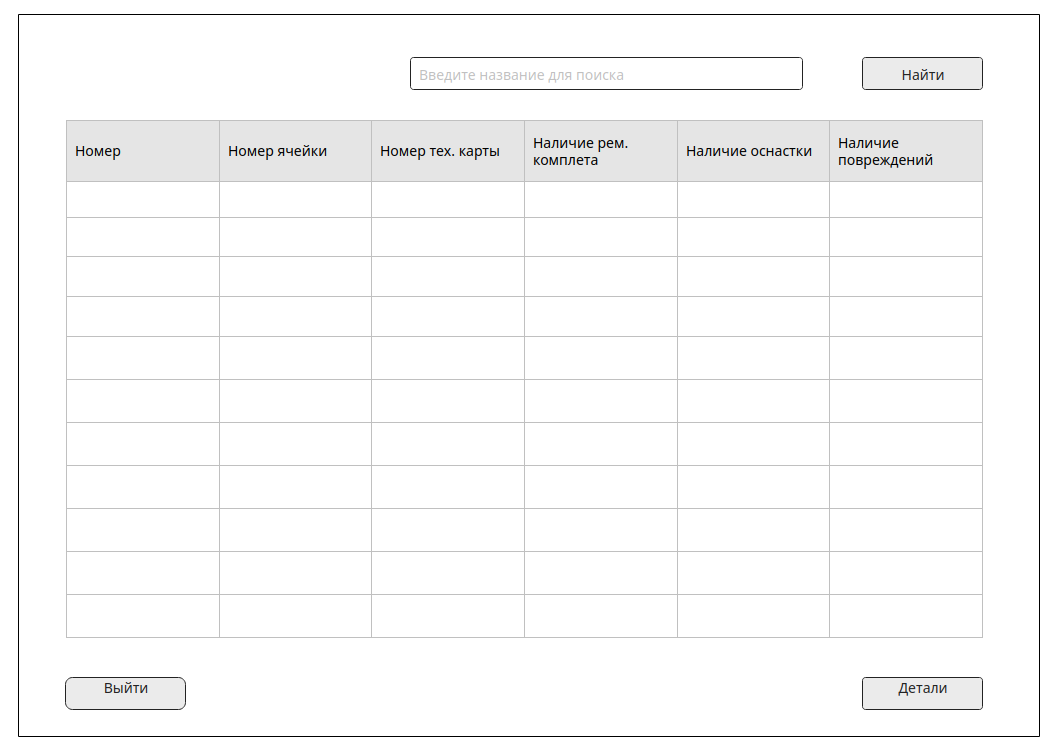 Введите название для поиска
Найти
Номер
Номер ячейки
Номер тех. карты
Наличие рем.
комплета
Наличие оснастки
Наличие
повреждений
Выйти
Детали